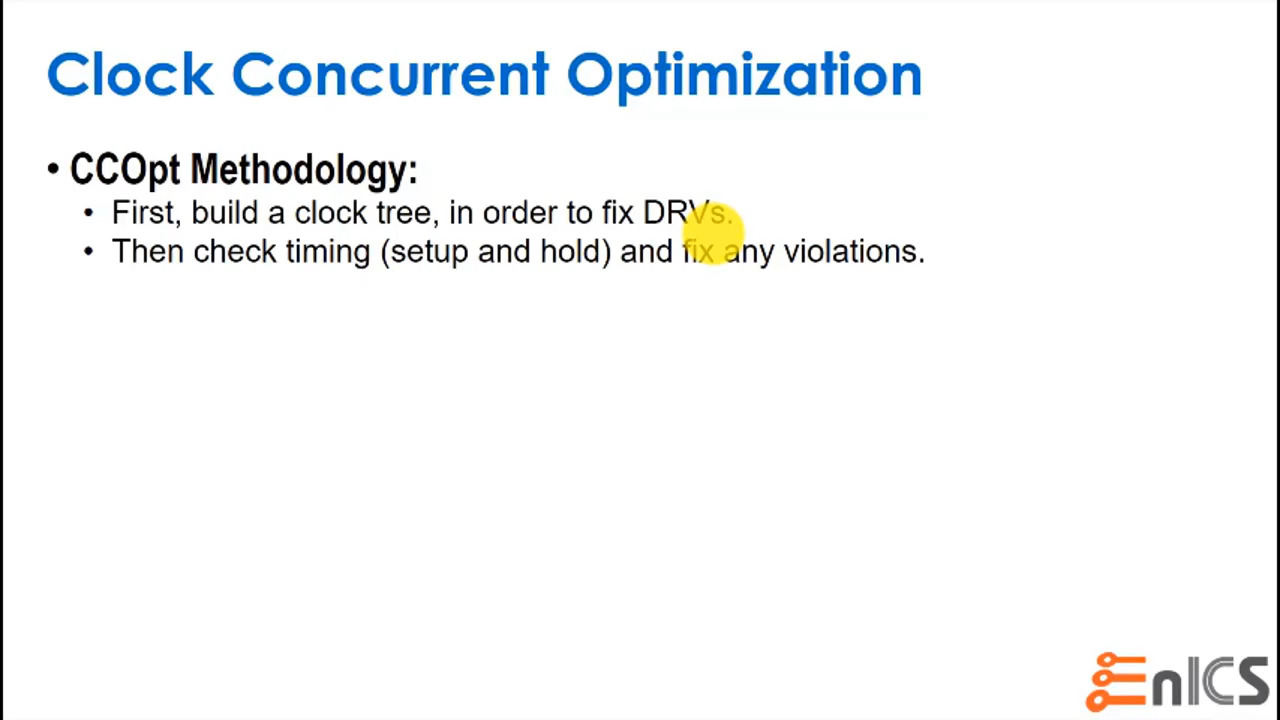 Clock Concurrent Optimization
• CCOpt Methodology:
• First, build a clock tree, in order to fix DRVs.
• Then check timing (setup and hold) and fix any violations.
EnICS